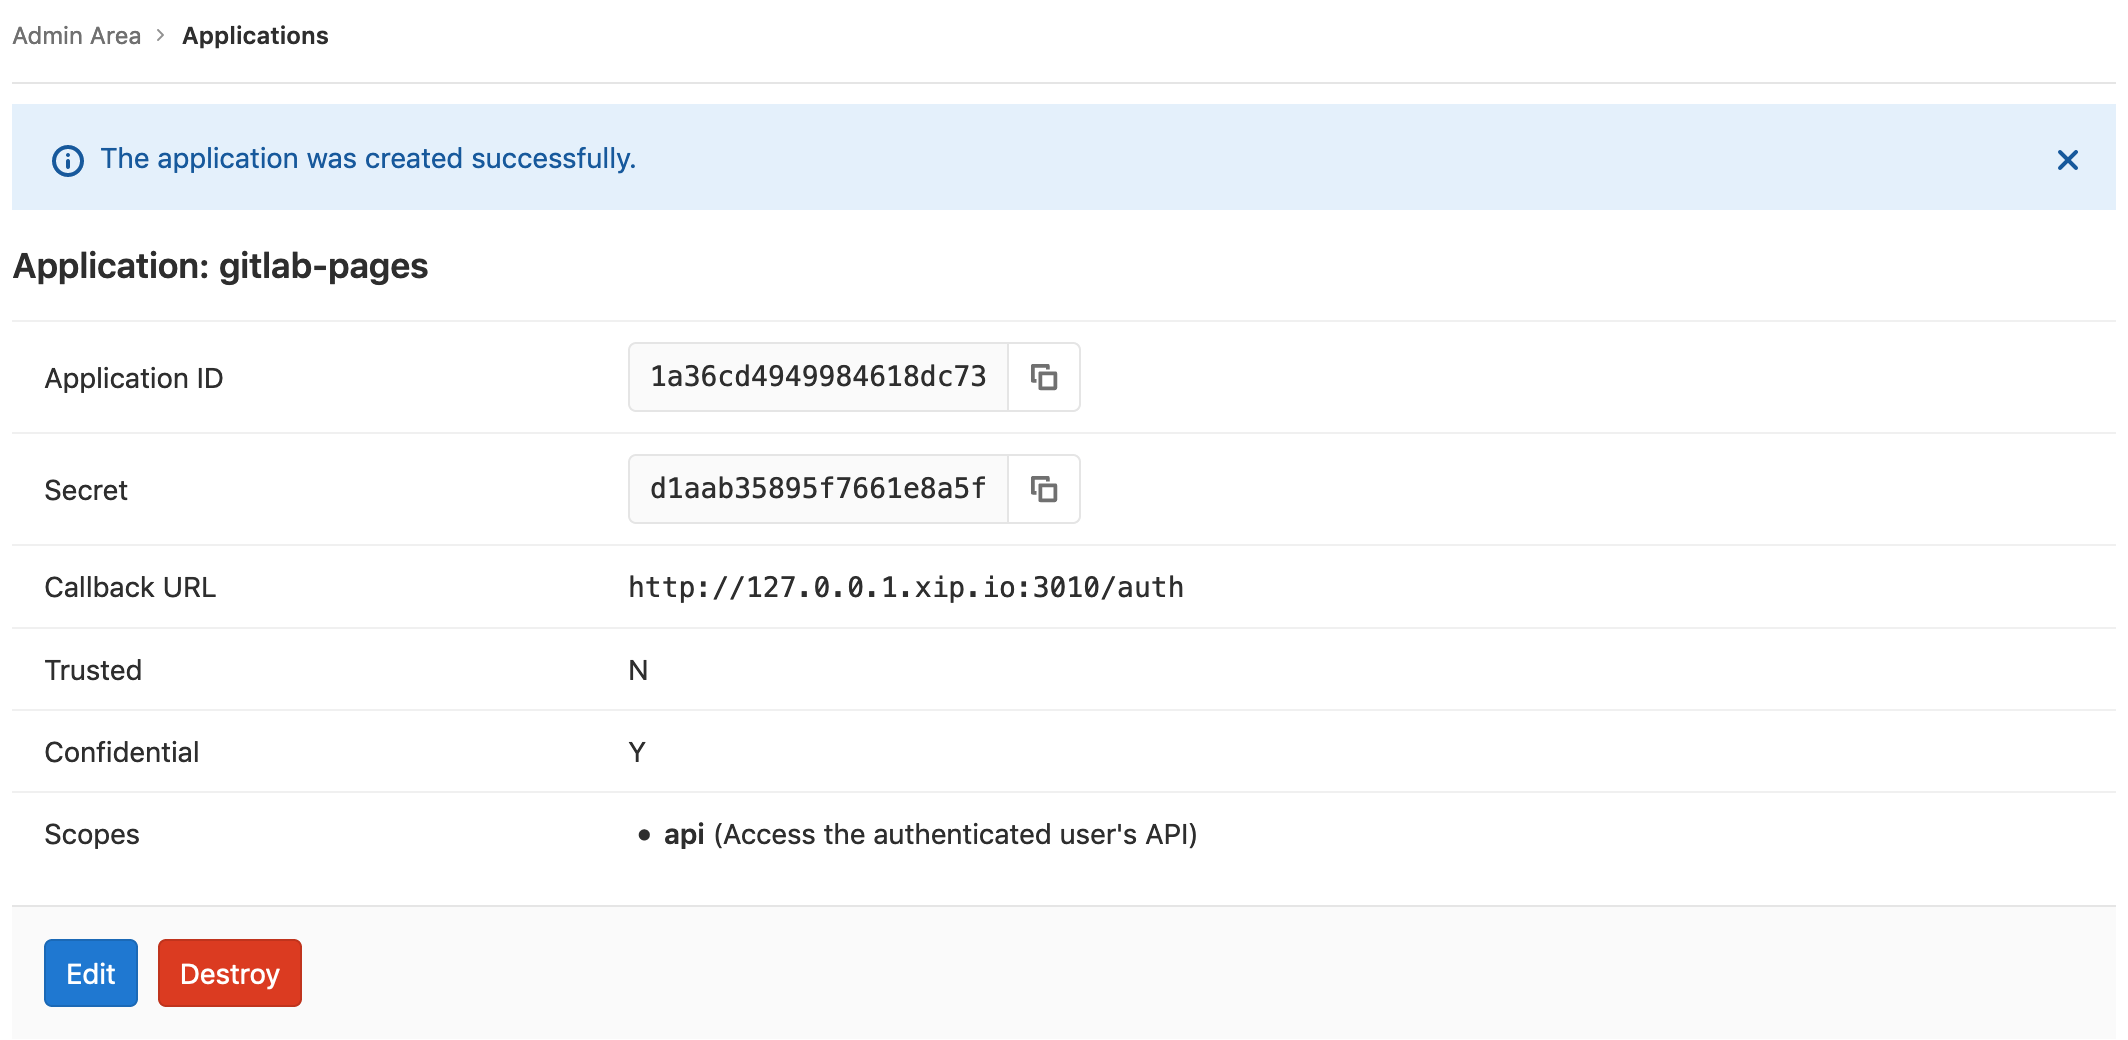 Admin Area > Applications
The application was created successfully.
Application: gitlab-pages
Application ID 1a36cd4949984618dc73
Secret d1aab35895f7661e8a5f
Callback URL http://127.0.0.1.xip.io:3010/auth
Trusted N
Confidential Y
Scopes • api (Access the authenticated user's API)
Edit Destroy